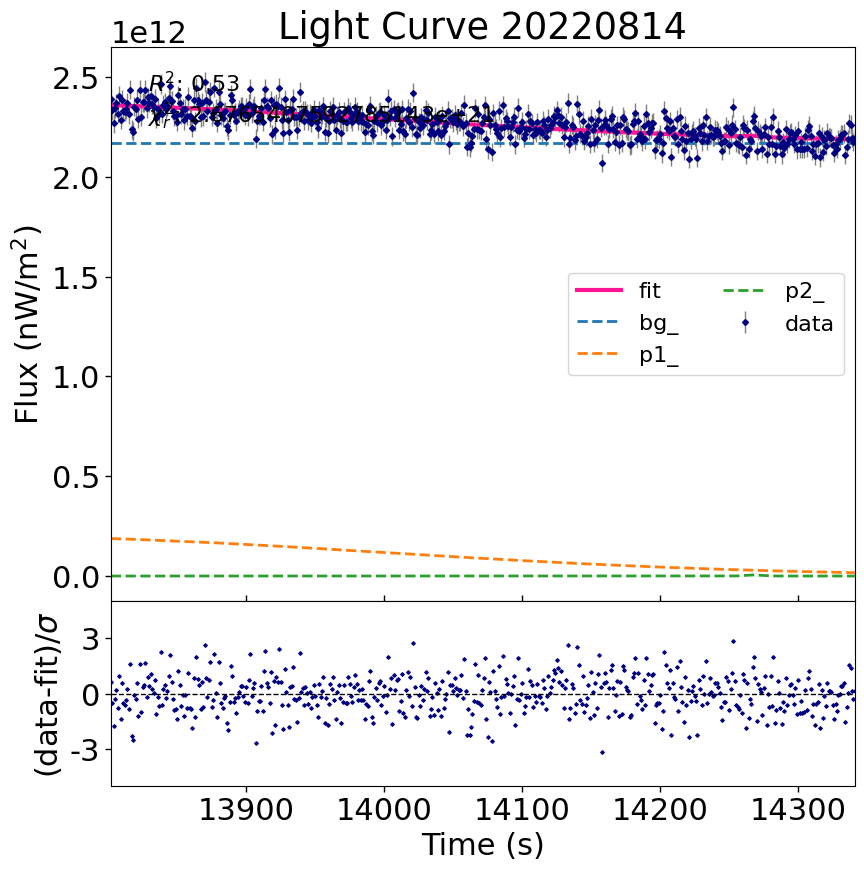 Light Curve 20220814
1e12
R²: 0.53
2.5
2.0
1.5
1.0
0.5
0.0
Flux (nW/m²)
fit
bg_
p1_
p2_
data
3
0
-3
(data-fit)/σ
13900 14000 14100 14200 14300
Time (s)